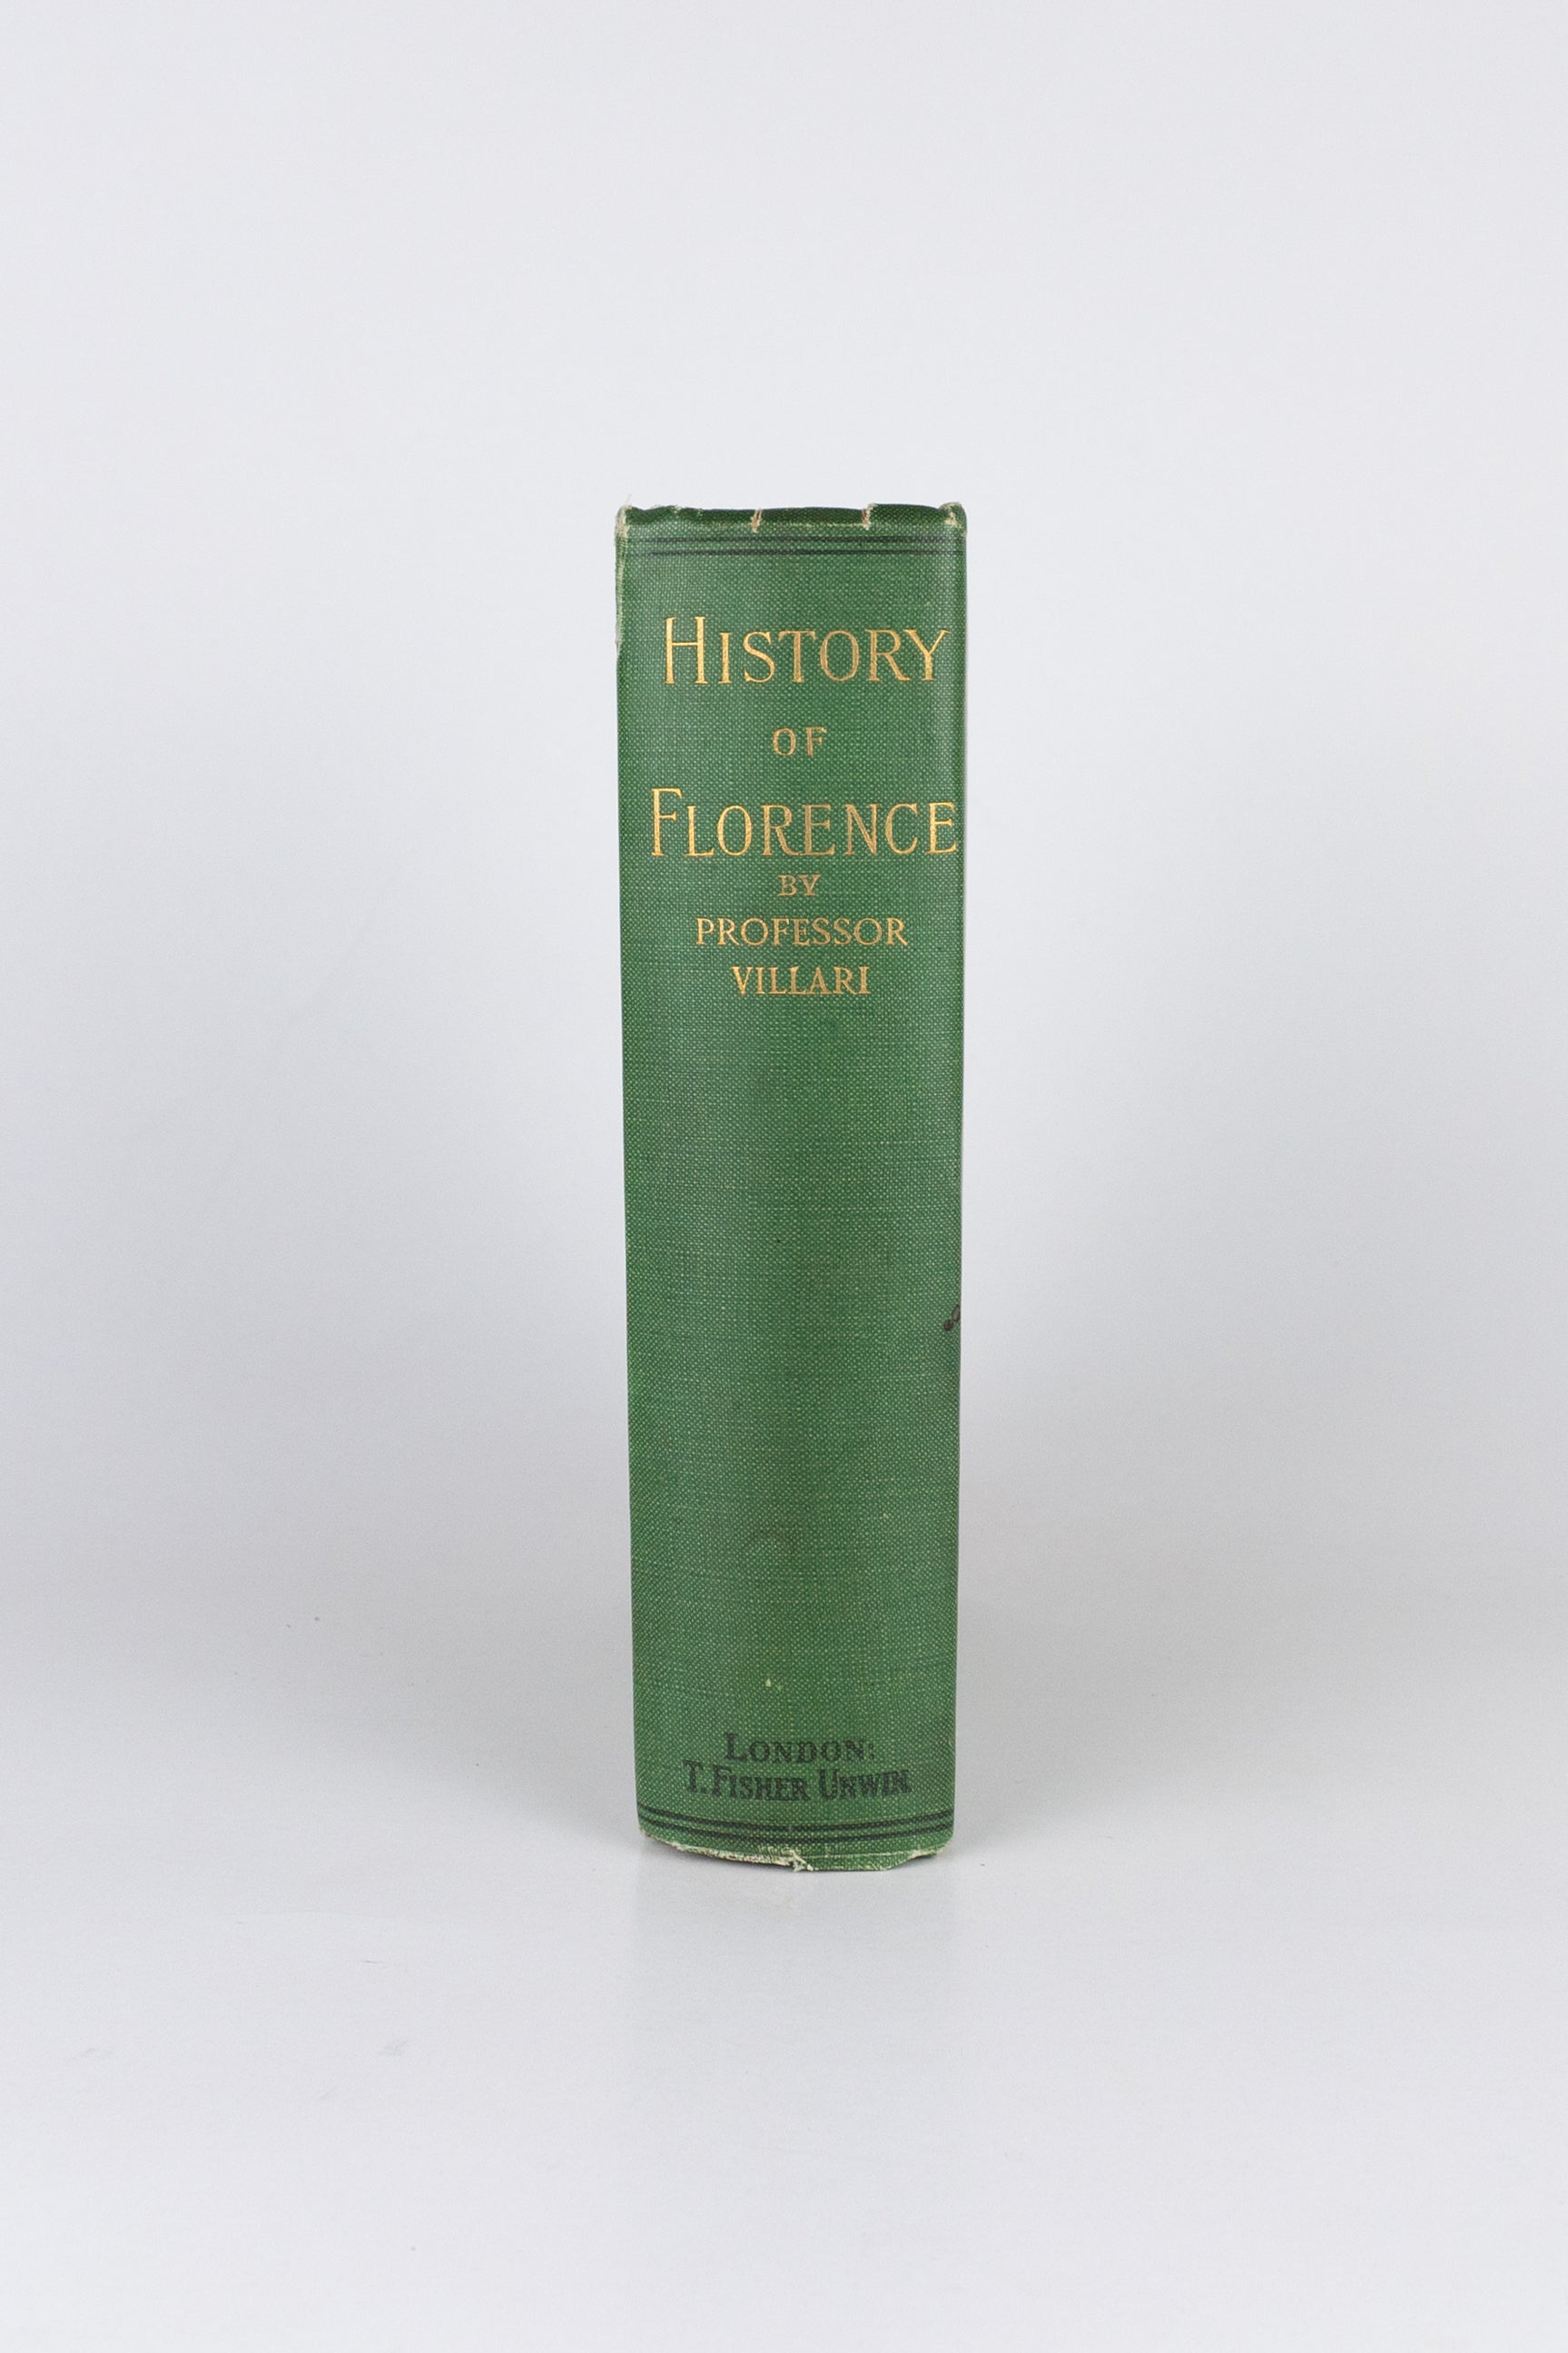 HISTORY
OF
FLORENCE
BY
PROFESSOR
VILLARI
LONDON:
T. FISHER UNWIN.